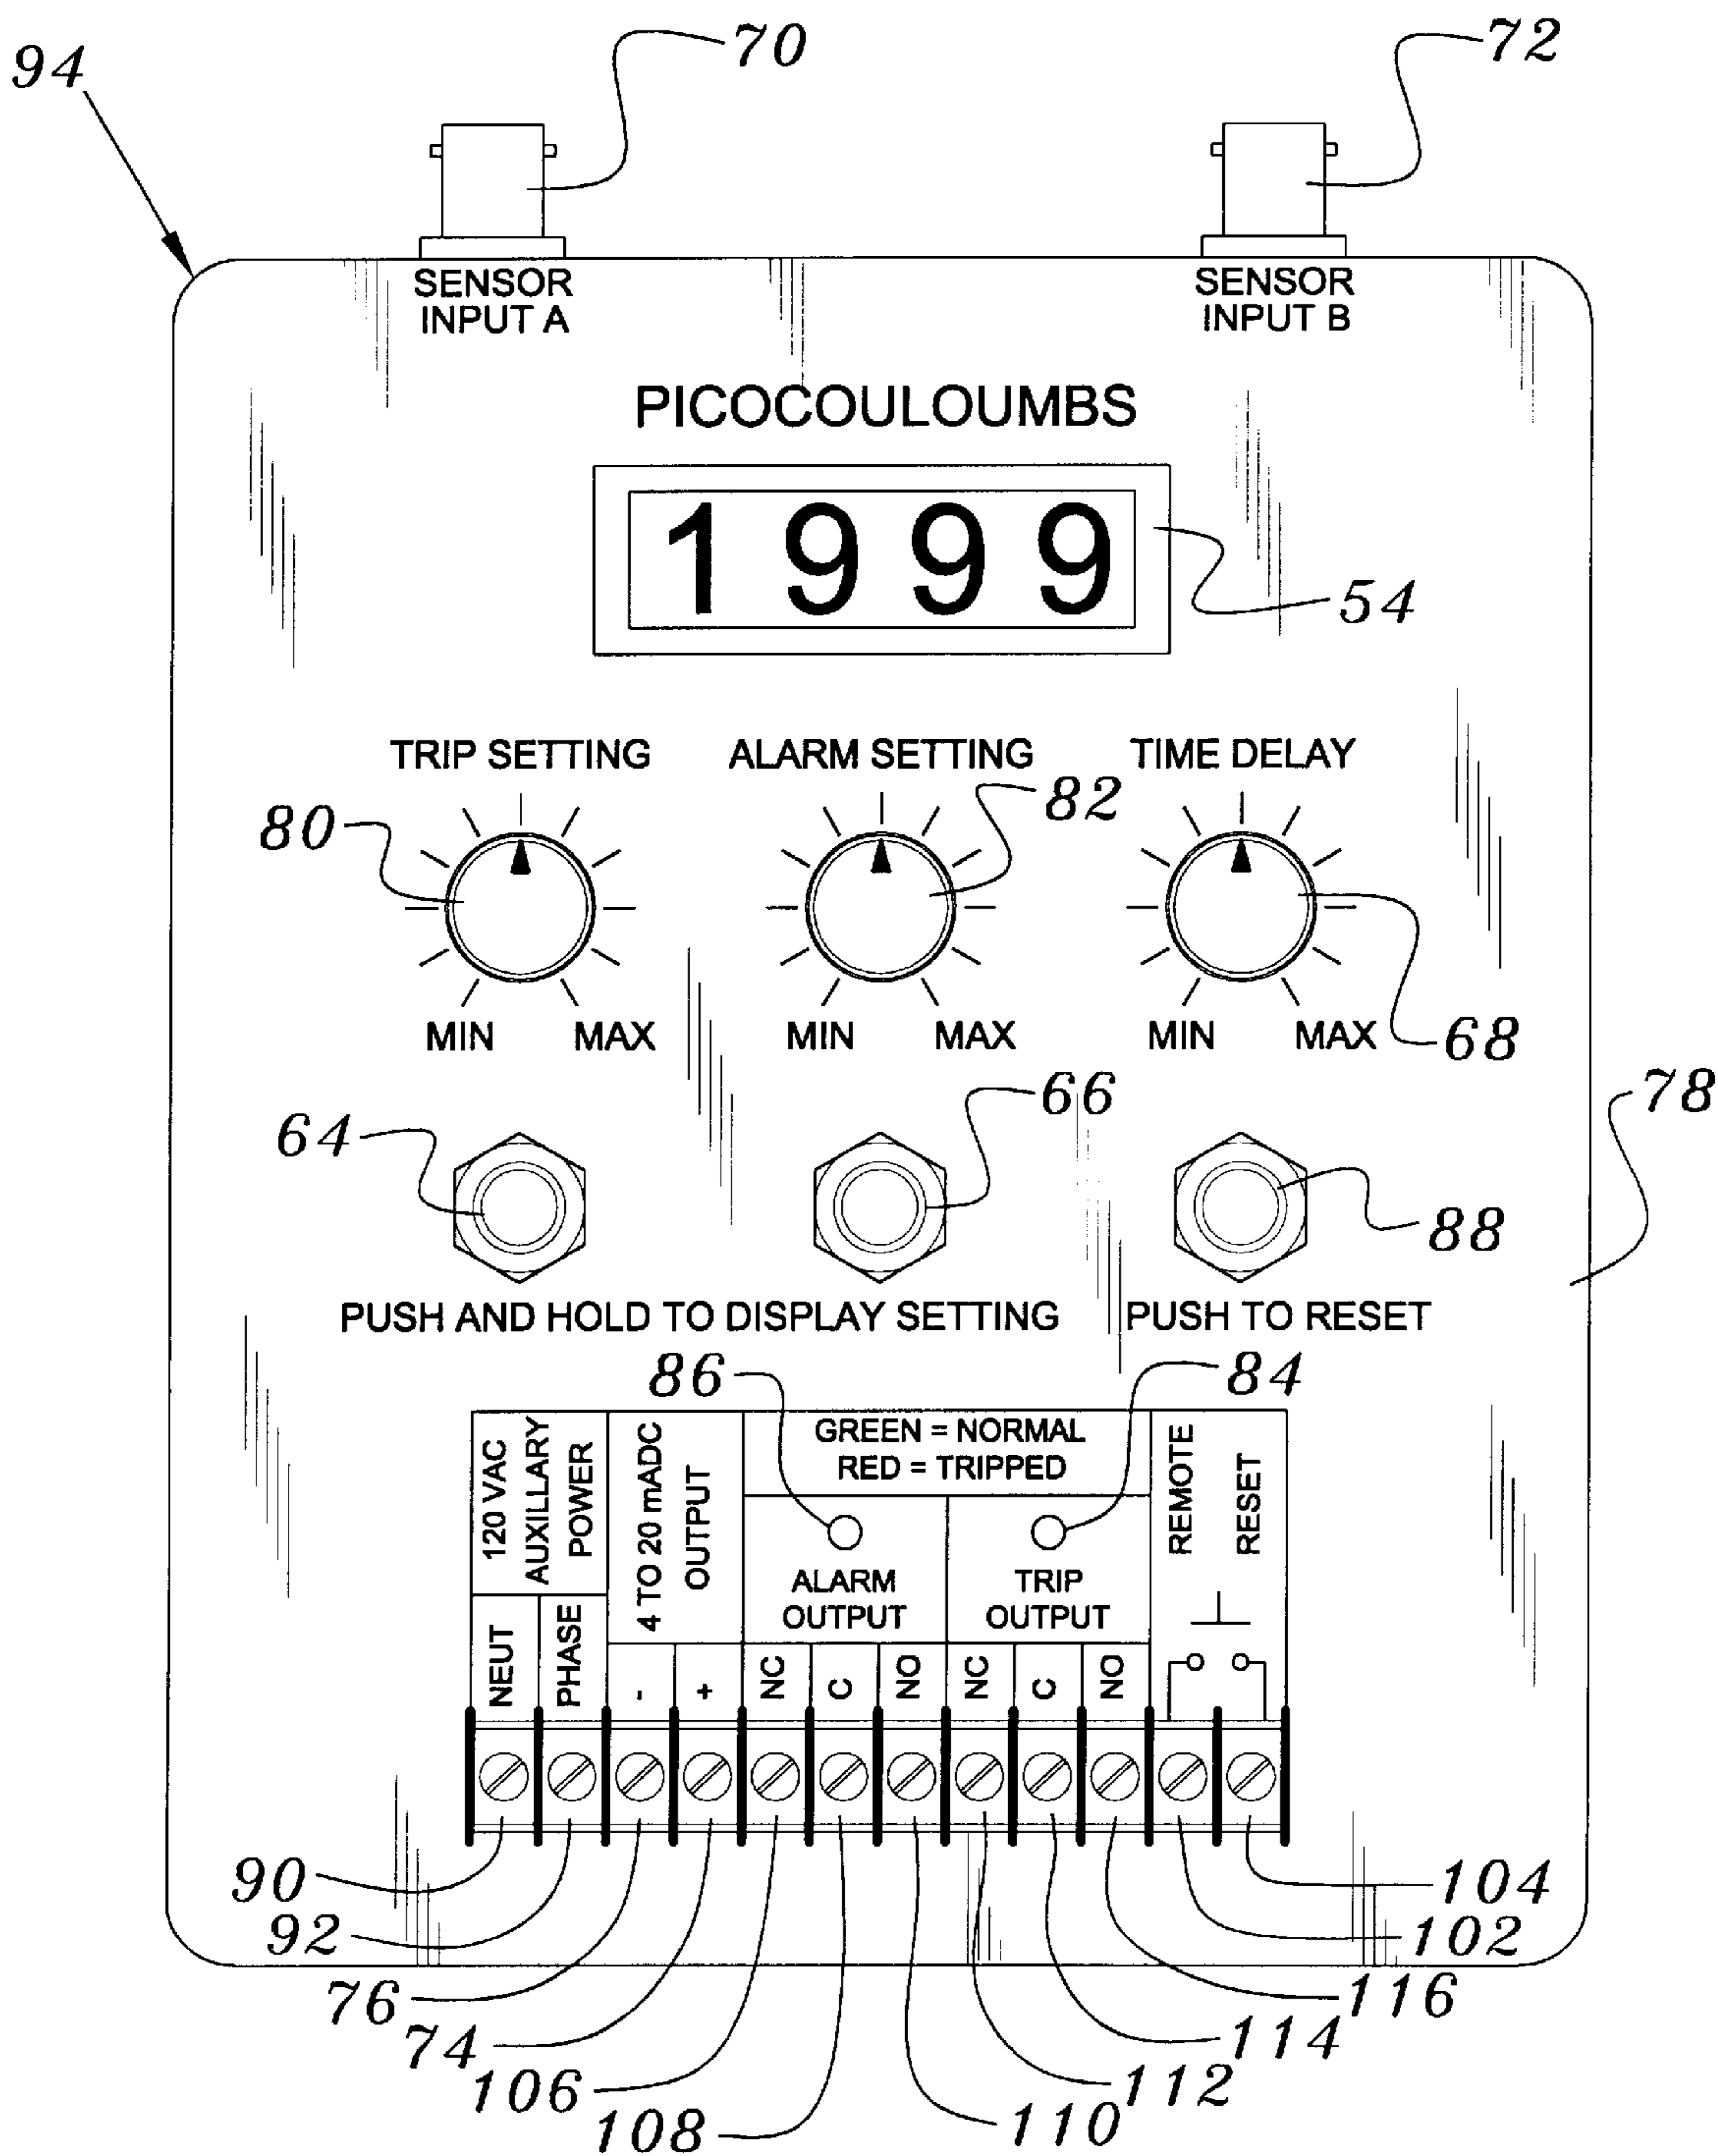 70
72
94
SENSOR
INPUT A
SENSOR
INPUT B
PICOCOULOUMBS
1999
54
TRIP SETTING
ALARM SETTING
TIME DELAY
80
82
MIN
MAX
MIN
MAX
MIN
MAX
68
64
66
78
88
PUSH AND HOLD TO DISPLAY SETTING
PUSH TO RESET
86
84
120 VAC
AUXILLARY
POWER
4 TO 20 mADC
OUTPUT
GREEN = NORMAL
RED = TRIPPED
REMOTE
RESET
ALARM
OUTPUT
TRIP
OUTPUT
NEUT
PHASE
-
+
NC
C
NO
NC
C
NO
90
104
92
102
76
116
74
114
106
112
108
110